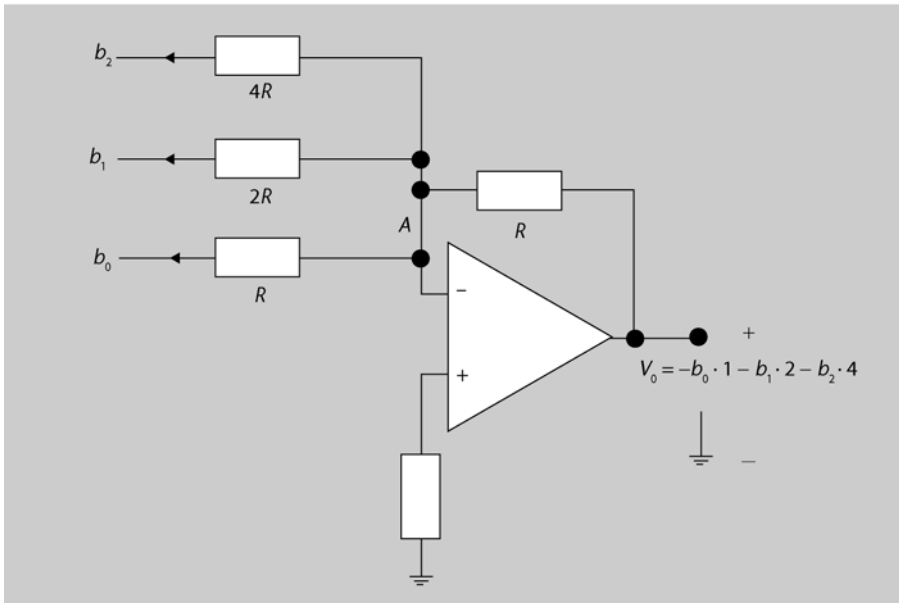 b₂
4R
b₁
2R
A
R
b₀
R
−
+
+
V₀ = −b₀ · 1 − b₁ · 2 − b₂ · 4
−